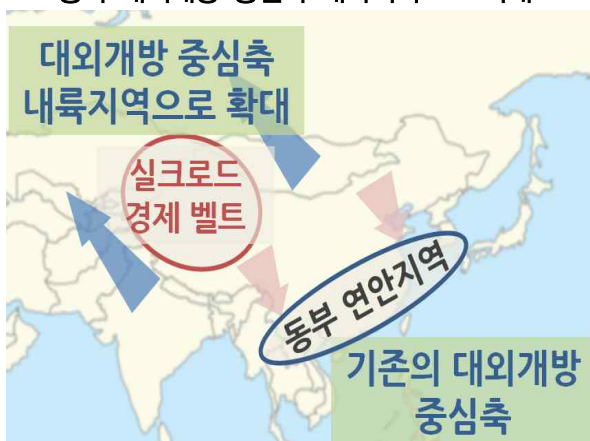 대외개방 중심축
내륙지역으로 확대
실크로드
경제 벨트
동부 연안지역
기존의 대외개방
중심축